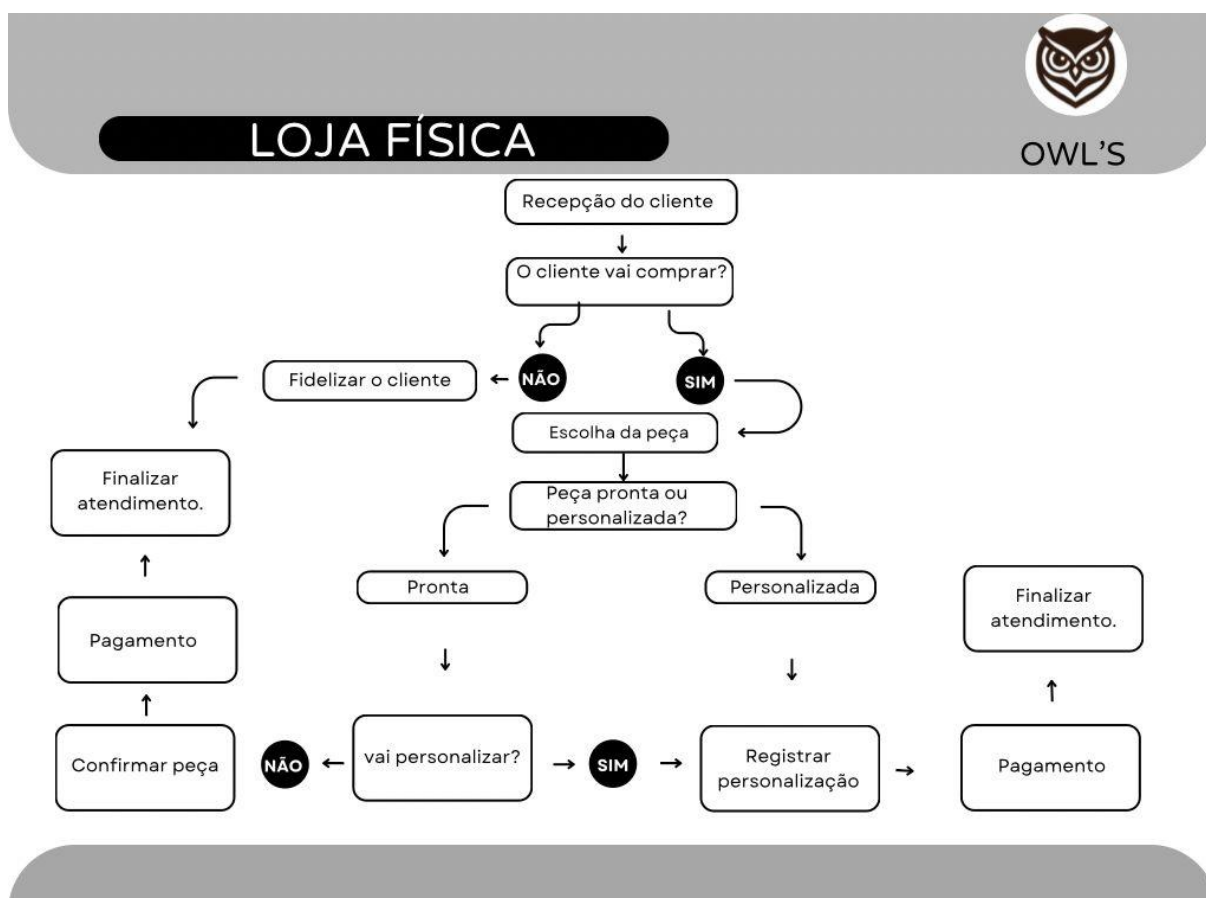 LOJA FÍSICA
OWL'S
Recepção do cliente
O cliente vai comprar?
Fidelizar o cliente
NÃO
SIM
Escolha da peça
Finalizar
atendimento.
Peça pronta ou
personalizada?
Pronta
Personalizada
Finalizar
atendimento.
Pagamento
Confirmar peça
NÃO
vai personalizar?
SIM
Registrar
personalização
Pagamento